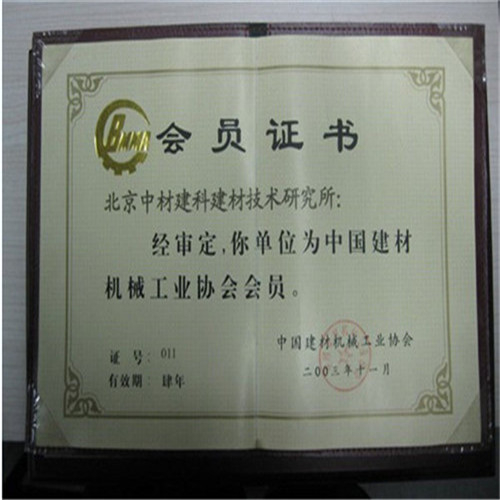 会员证书
北京中材建科建材技术研究所:
经审定,你单位为中国建材
机械工业协会会员。
中国建材机械工业协会
证 号: 011
二00三年十一月
有效期: 肆年